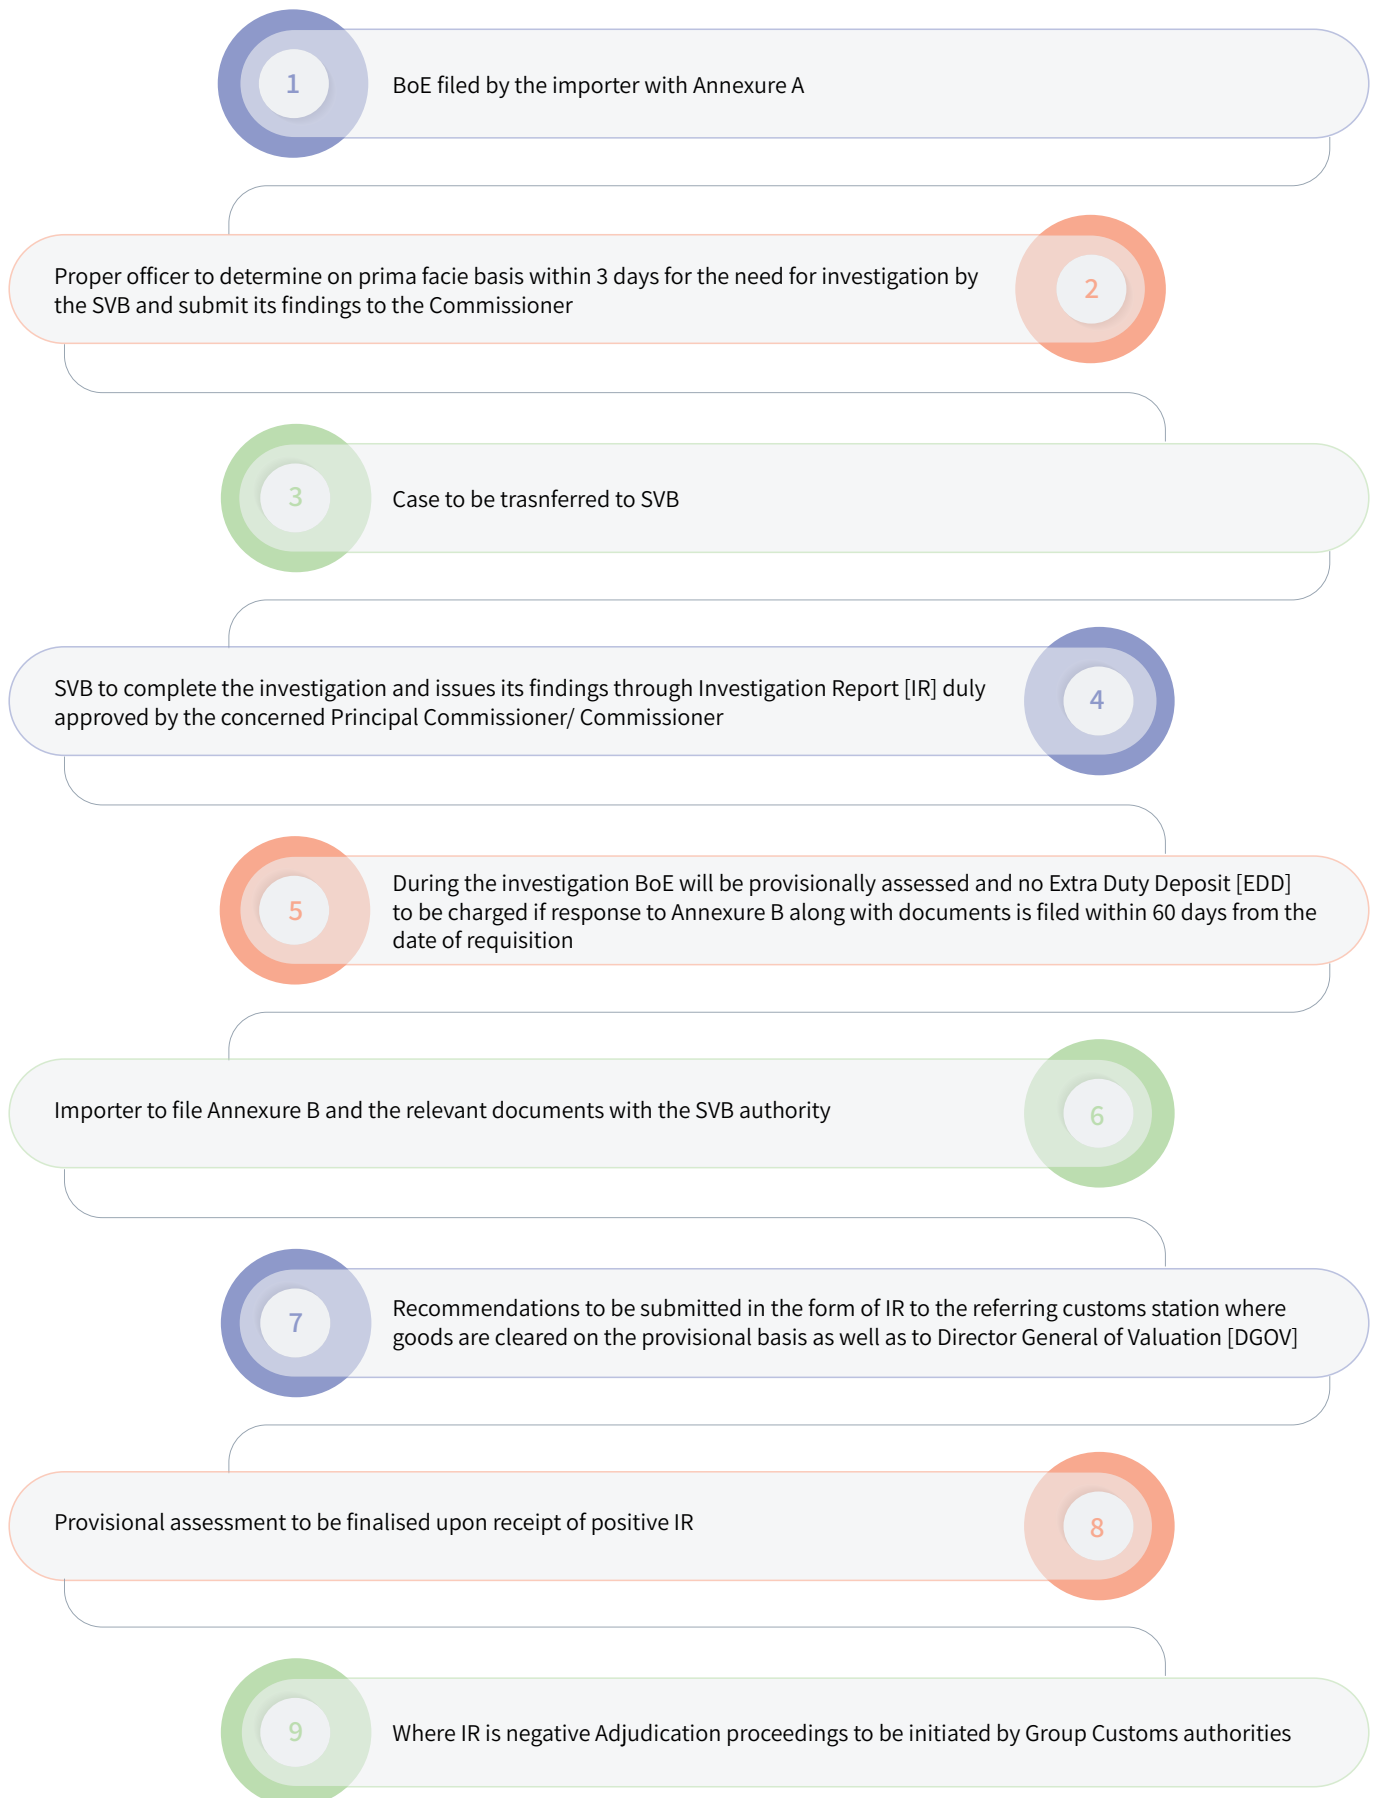 1
BoE filed by the importer with Annexure A
Proper officer to determine on prima facie basis within 3 days for the need for investigation by
the SVB and submit its findings to the Commissioner
2
3
Case to be trasnferred to SVB
SVB to complete the investigation and issues its findings through Investigation Report [IR] duly
approved by the concerned Principal Commissioner/ Commissioner
4
5
During the investigation BoE will be provisionally assessed and no Extra Duty Deposit [EDD]
to be charged if response to Annexure B along with documents is filed within 60 days from the
date of requisition
Importer to file Annexure B and the relevant documents with the SVB authority
6
7
Recommendations to be submitted in the form of IR to the referring customs station where
goods are cleared on the provisional basis as well as to Director General of Valuation [DGOV]
Provisional assessment to be finalised upon receipt of positive IR
8
9
Where IR is negative Adjudication proceedings to be initiated by Group Customs authorities